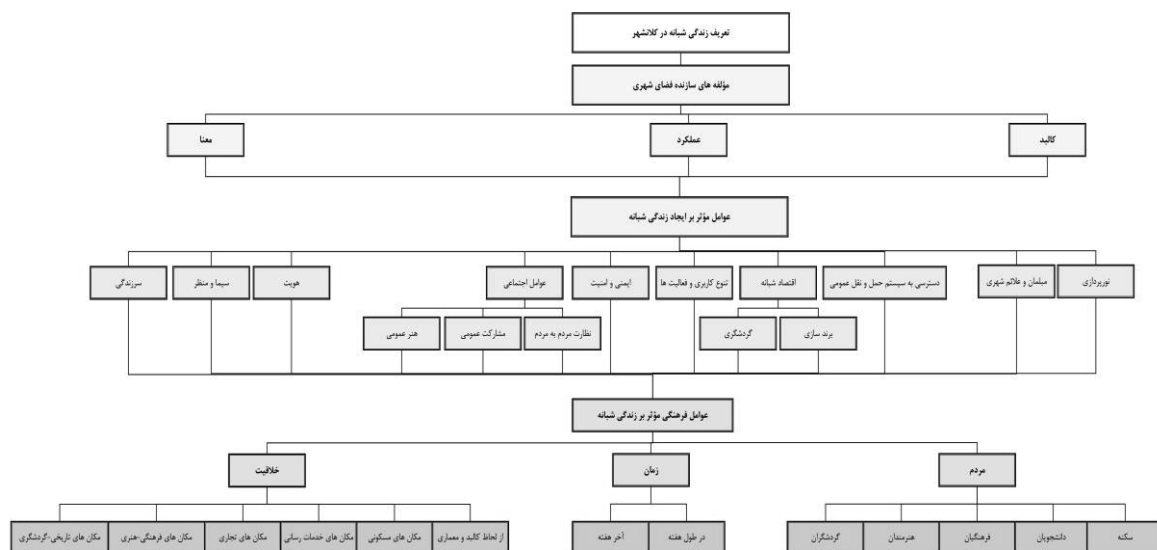 تعریف زندگی شبانه در کلانشهر
مؤلفه های سازنده فضای شهری
کالبد
عملکرد
معنا
عوامل مؤثر بر ایجاد زندگی شبانه
نورپردازی
مبلمان و علائم شهری
دسترسی به سیستم حمل و نقل عمومی
اقتصاد شبانه
تنوع کاربری و فعالیت ها
ایمنی و امنیت
عوامل اجتماعی
هویت
سیما و منظر
سرزندگی
برند سازی
گردشگری
نظارت مردم به مردم
مشارکت عمومی
هنر عمومی
عوامل فرهنگی مؤثر بر زندگی شبانه
مردم
زمان
خلاقیت
سکنه
دانشجویان
فرهنگیان
هنرمندان
گردشگران
در طول هفته
آخر هفته
از لحاظ کالبد و معماری
مکان های مسکونی
مکان های خدمات رسانی
مکان های تجاری
مکان های فرهنگی-هنری
مکان های تاریخی-گردشگری